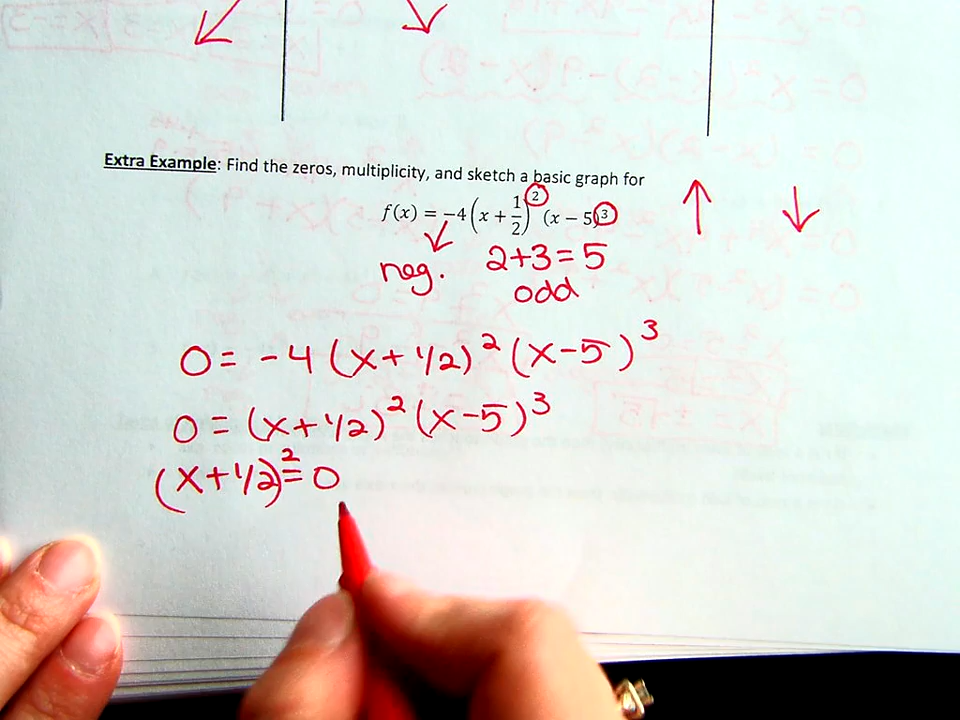 Extra Example: Find the zeros, multiplicity, and sketch a basic graph for
f(x) = −4(x + 1/2)²(x − 5)³
neg. 2+3=5
odd
0 = -4(x+1/2)²(x-5)³
0 = (x+1/2)²(x-5)³
(x+1/2)²=0